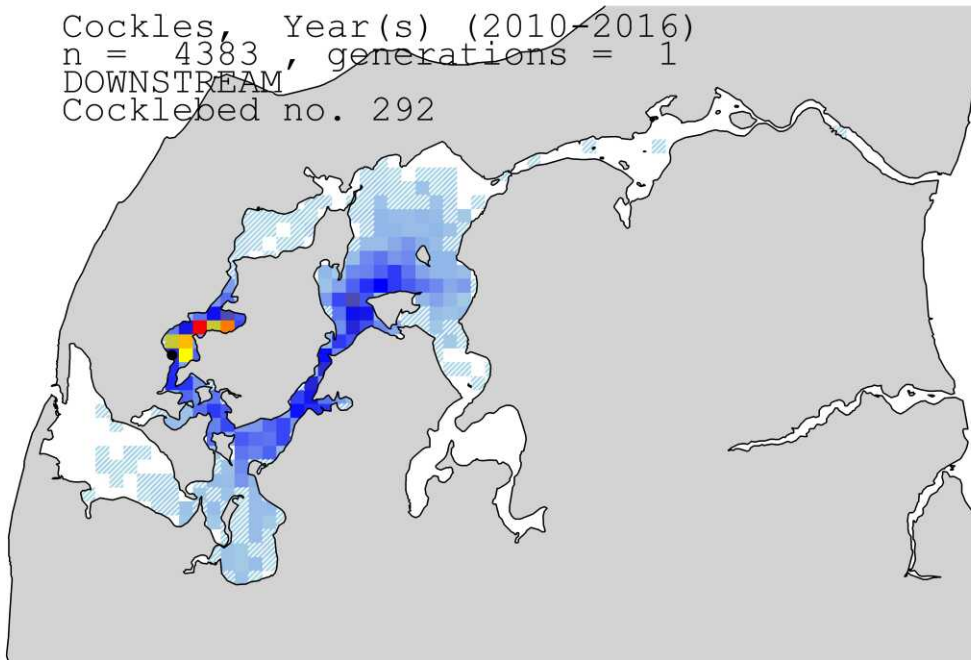 Cockles, Year(s) (2010-2016)
n = 4383 , generations = 1
DOWNSTREAM
Cocklebed no. 292